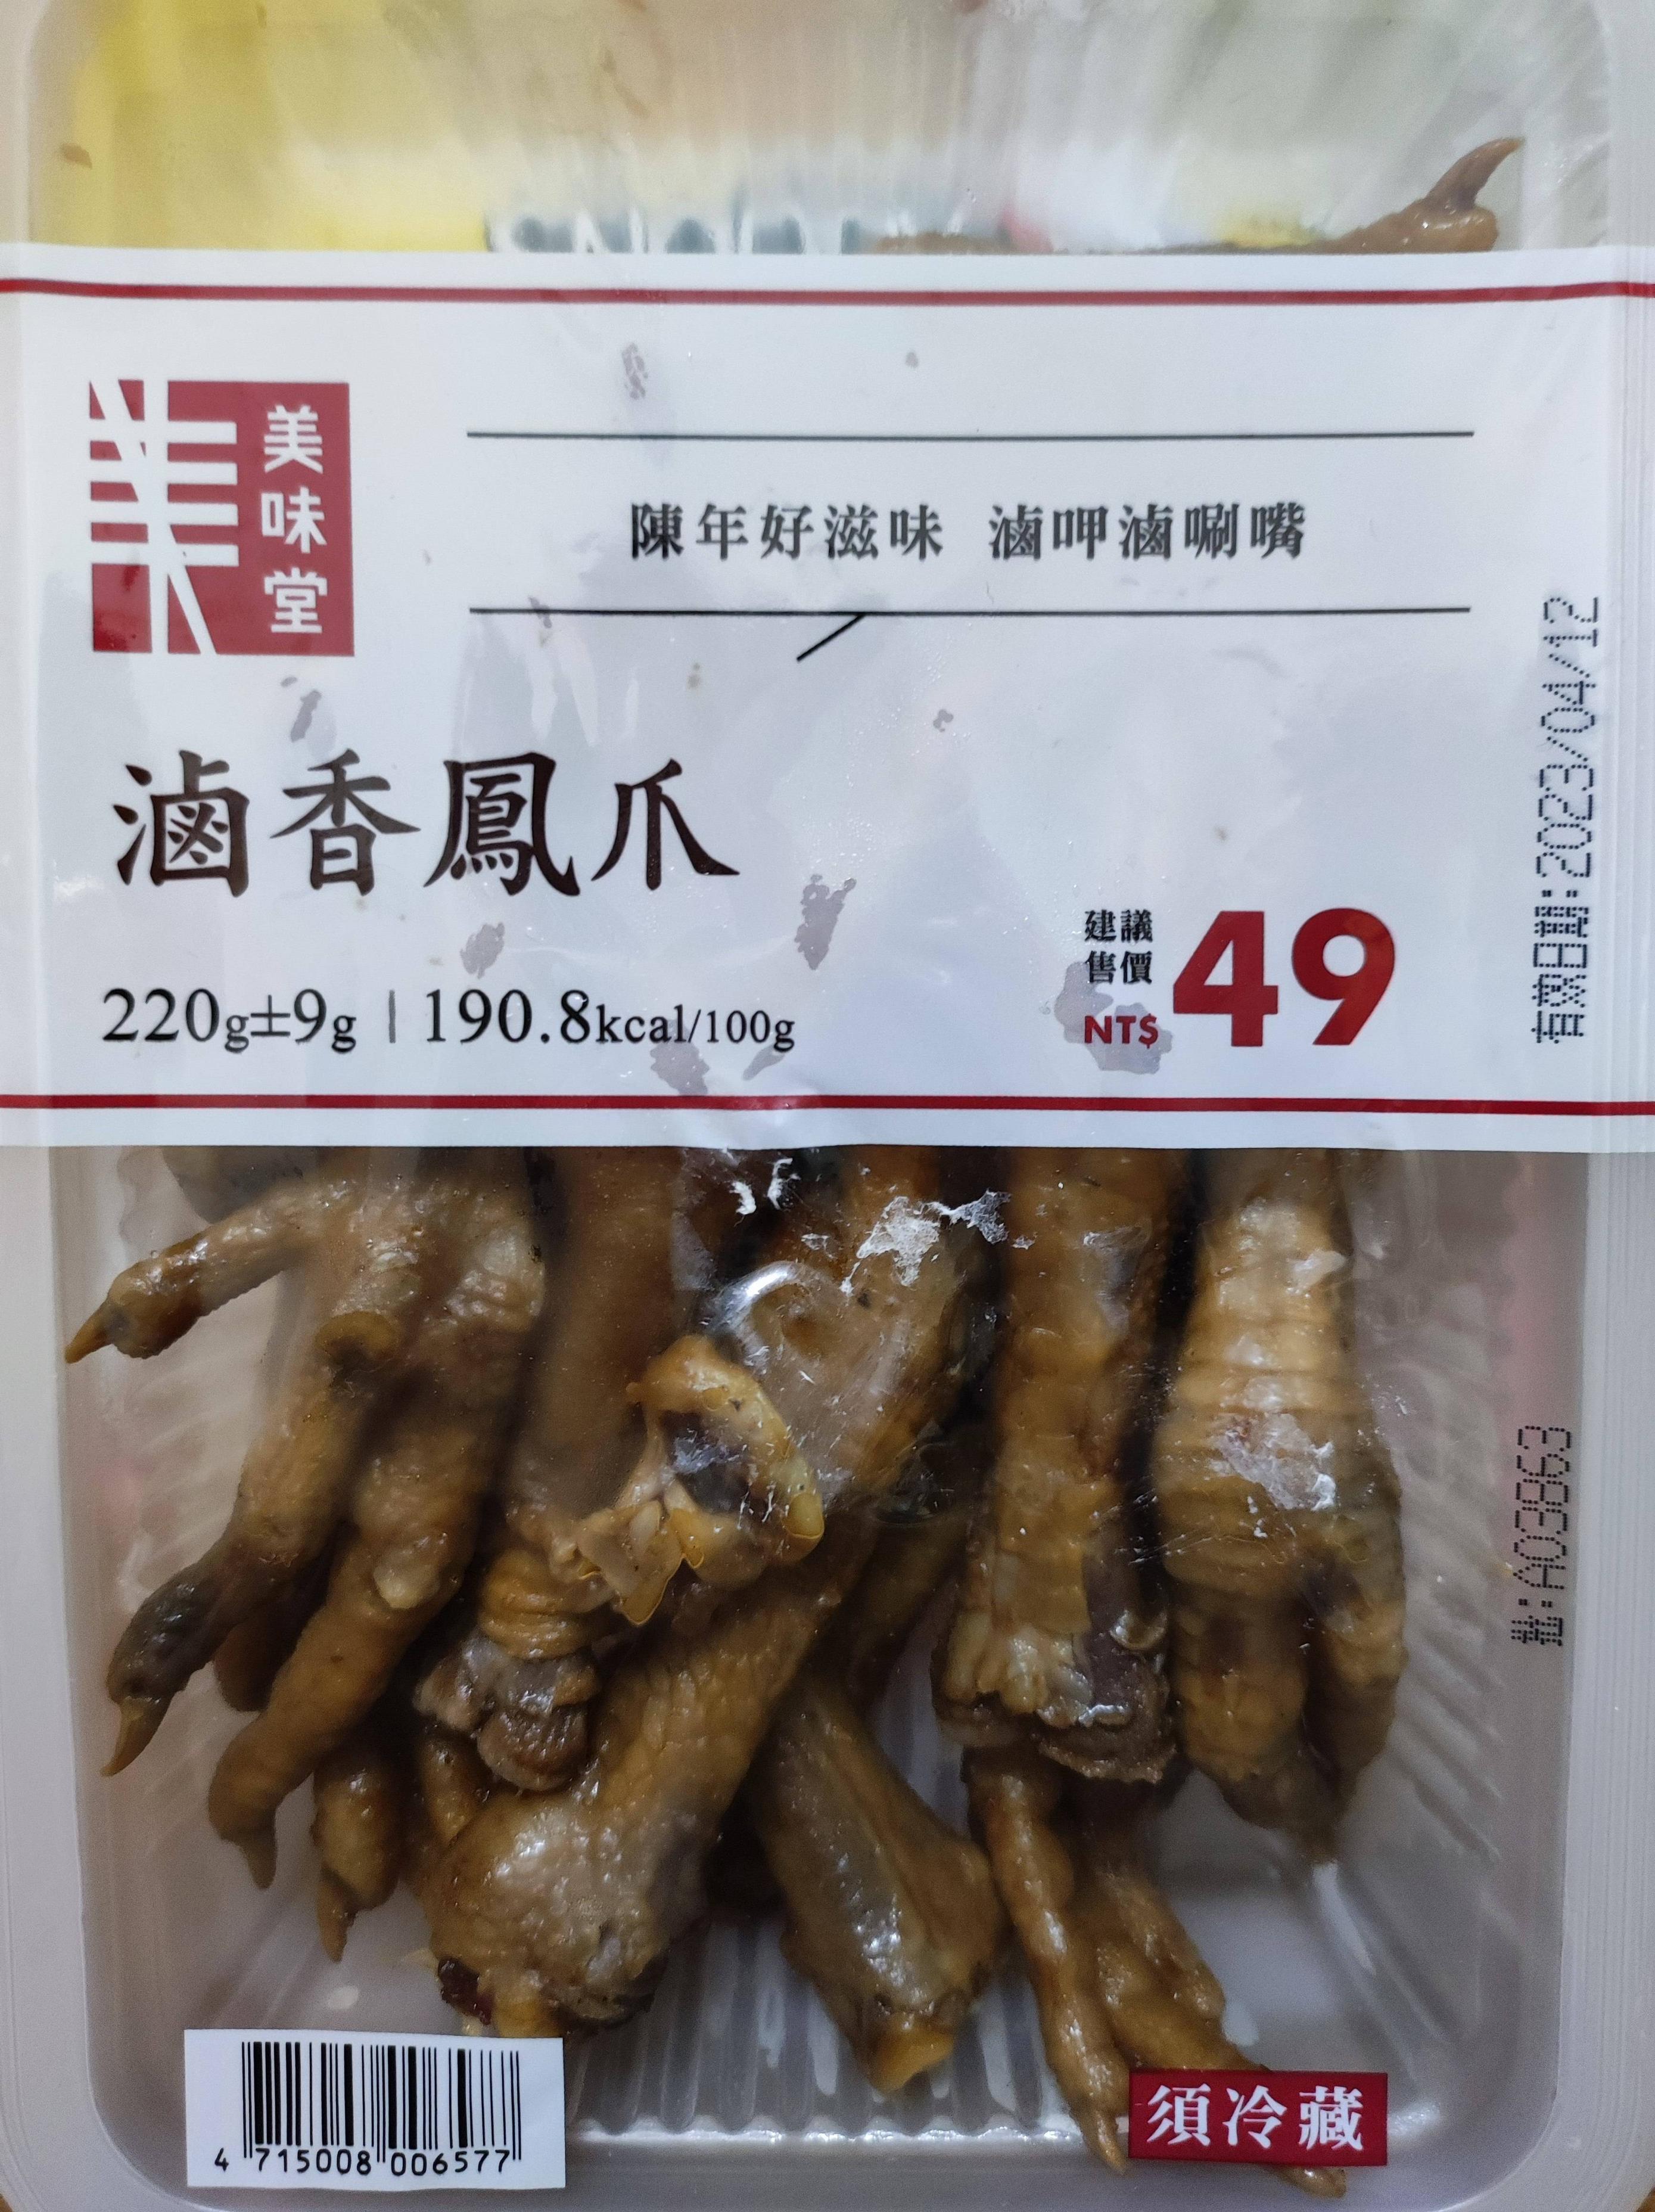 美味堂
陳年好滋味 滷呷滷唰嘴
滷香鳳爪
220g±9g | 190.8kcal/100g
建議
售價
NT$ 49
有效日期:2023/04/12
批:A03863
4 715008 006577
須冷藏